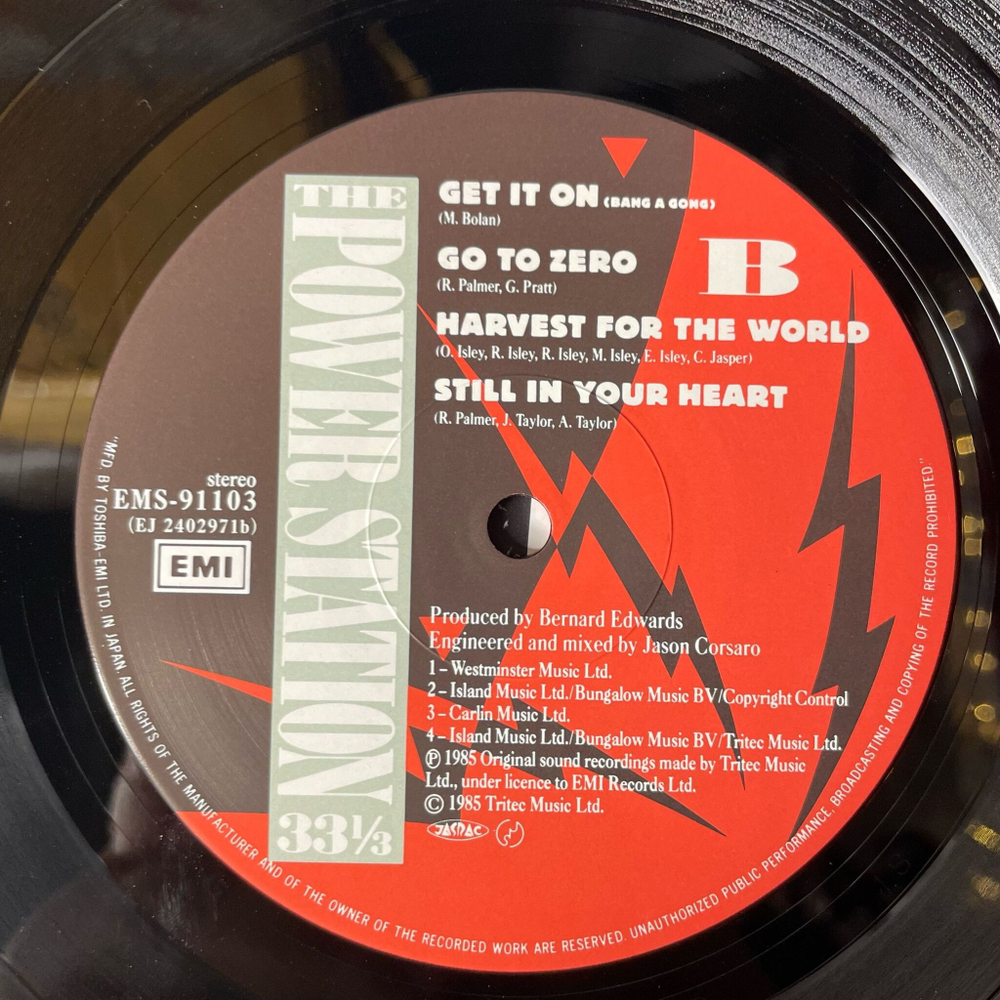 THE
POWER STATION
33⅓
GET IT ON (BANG A GONG)
(M. Bolan)
GO TO ZERO
(R. Palmer, G. Pratt)
B
HARVEST FOR THE WORLD
(O. Isley, R. Isley, R. Isley, M. Isley, E. Isley, C. Jasper)
STILL IN YOUR HEART
(R. Palmer, J. Taylor, A. Taylor)
stereo
EMS-91103
(EJ 2402971b)
EMI
Produced by Bernard Edwards
Engineered and mixed by Jason Corsaro
1 – Westminster Music Ltd.
2 – Island Music Ltd./Bungalow Music BV/Copyright Control
3 – Carlin Music Ltd.
4 – Island Music Ltd./Bungalow Music BV/Tritec Music Ltd.
℗ 1985 Original sound recordings made by Tritec Music
Ltd., under licence to EMI Records Ltd.
© 1985 Tritec Music Ltd.
JASRAC
"MFD. BY TOSHIBA-EMI LTD. IN JAPAN. ALL RIGHTS OF THE MANUFACTURER AND OF THE OWNER OF THE RECORDED WORK ARE RESERVED. UNAUTHORIZED PUBLIC PERFORMANCE, BROADCASTING AND COPYING OF THE RECORD PROHIBITED"